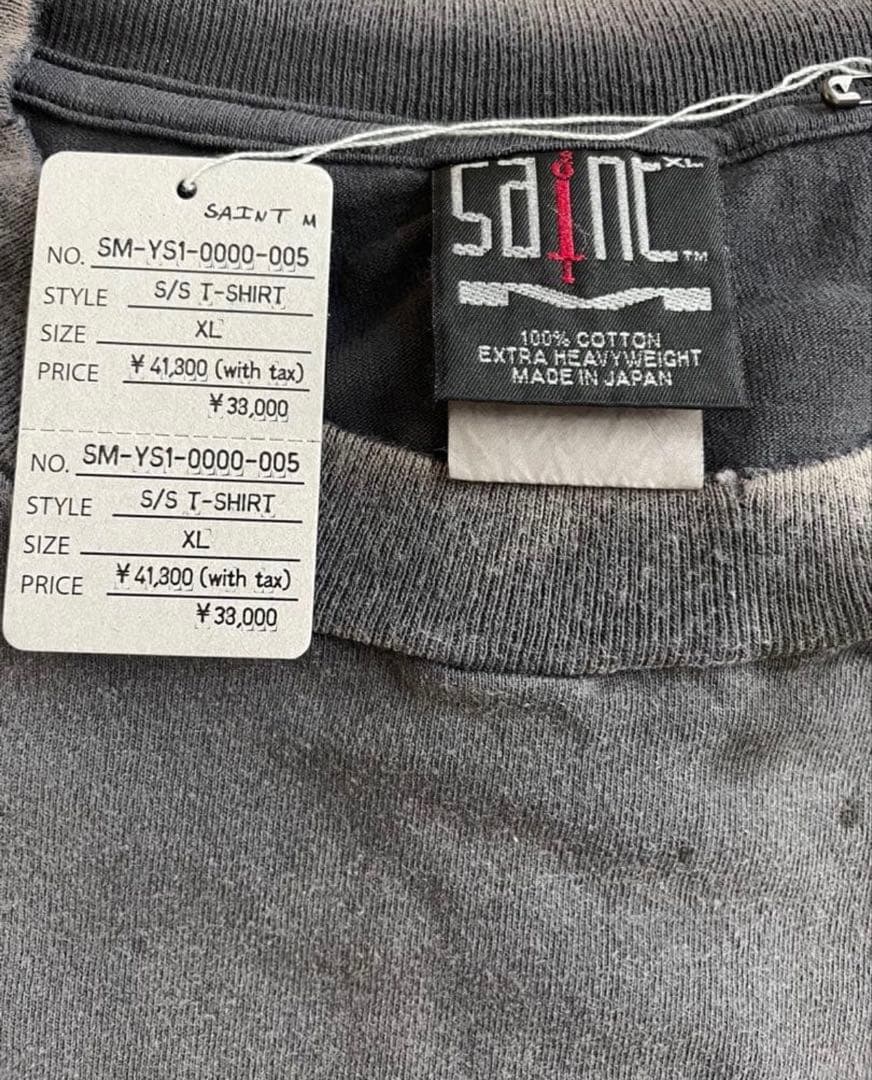 SAINT M
NO. SM-YS1-0000-005
STYLE S/S T-SHIRT
SIZE XL
PRICE ¥41,300 (with tax)
¥33,000
NO. SM-YS1-0000-005
STYLE S/S T-SHIRT
SIZE XL
PRICE ¥41,300 (with tax)
¥33,000
saint XL
TM
100% COTTON
EXTRA HEAVYWEIGHT
MADE IN JAPAN